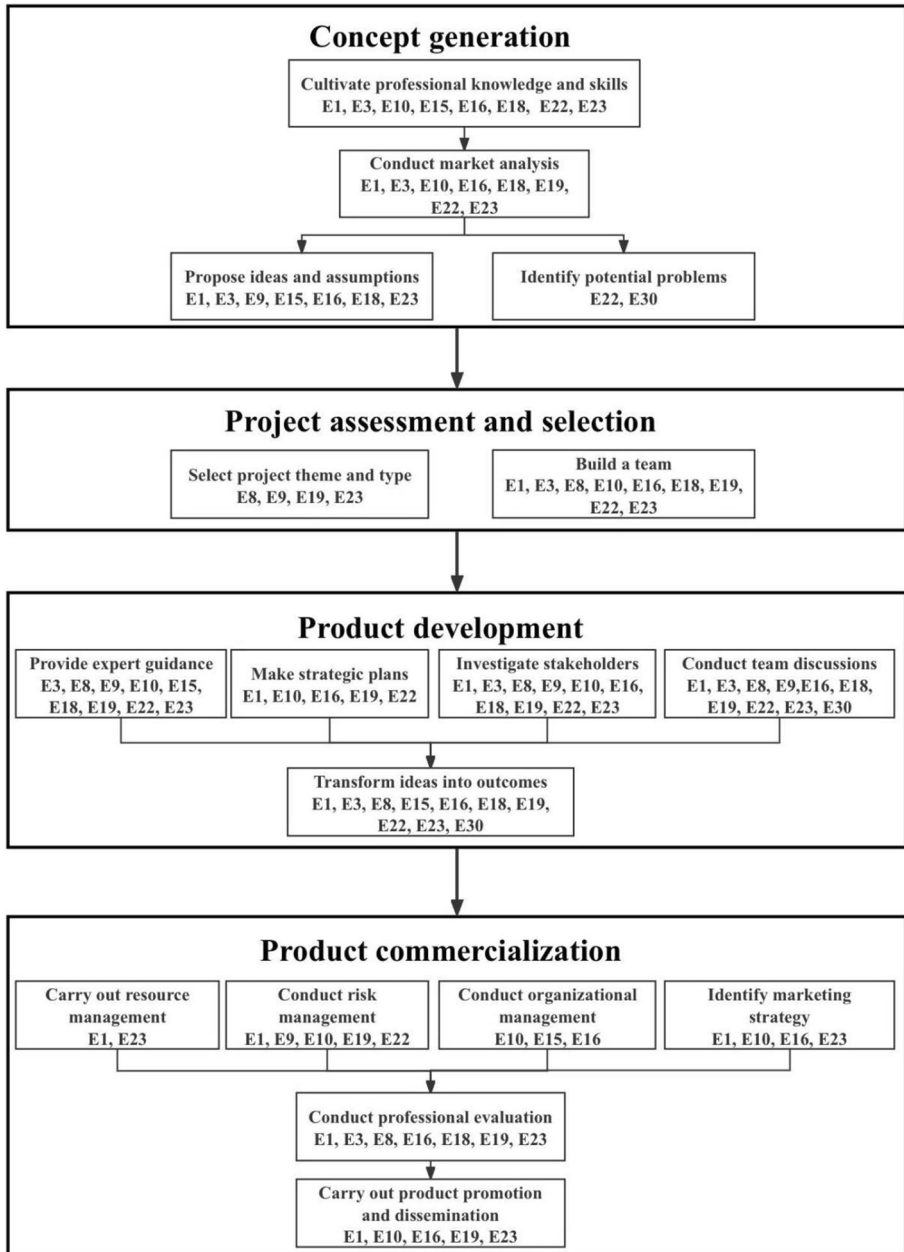 Concept generation
Cultivate professional knowledge and skills
E1, E3, E10, E15, E16, E18, E22, E23
Conduct market analysis
E1, E3, E10, E16, E18, E19,
E22, E23
Propose ideas and assumptions
E1, E3, E9, E15, E16, E18, E23
Identify potential problems
E22, E30
Project assessment and selection
Select project theme and type
E8, E9, E19, E23
Build a team
E1, E3, E8, E10, E16, E18, E19,
E22, E23
Product development
Provide expert guidance
E3, E8, E9, E10, E15,
E18, E19, E22, E23
Make strategic plans
E1, E10, E16, E19, E22
Investigate stakeholders
E1, E3, E8, E9, E10, E16,
E18, E19, E22, E23
Conduct team discussions
E1, E3, E8, E9,E16, E18,
E19, E22, E23, E30
Transform ideas into outcomes
E1, E3, E8, E15, E16, E18, E19,
E22, E23, E30
Product commercialization
Carry out resource
management
E1, E23
Conduct risk
management
E1, E9, E10, E19, E22
Conduct organizational
management
E10, E15, E16
Identify marketing
strategy
E1, E10, E16, E23
Conduct professional evaluation
E1, E3, E8, E16, E18, E19, E23
Carry out product promotion
and dissemination
E1, E10, E16, E19, E23